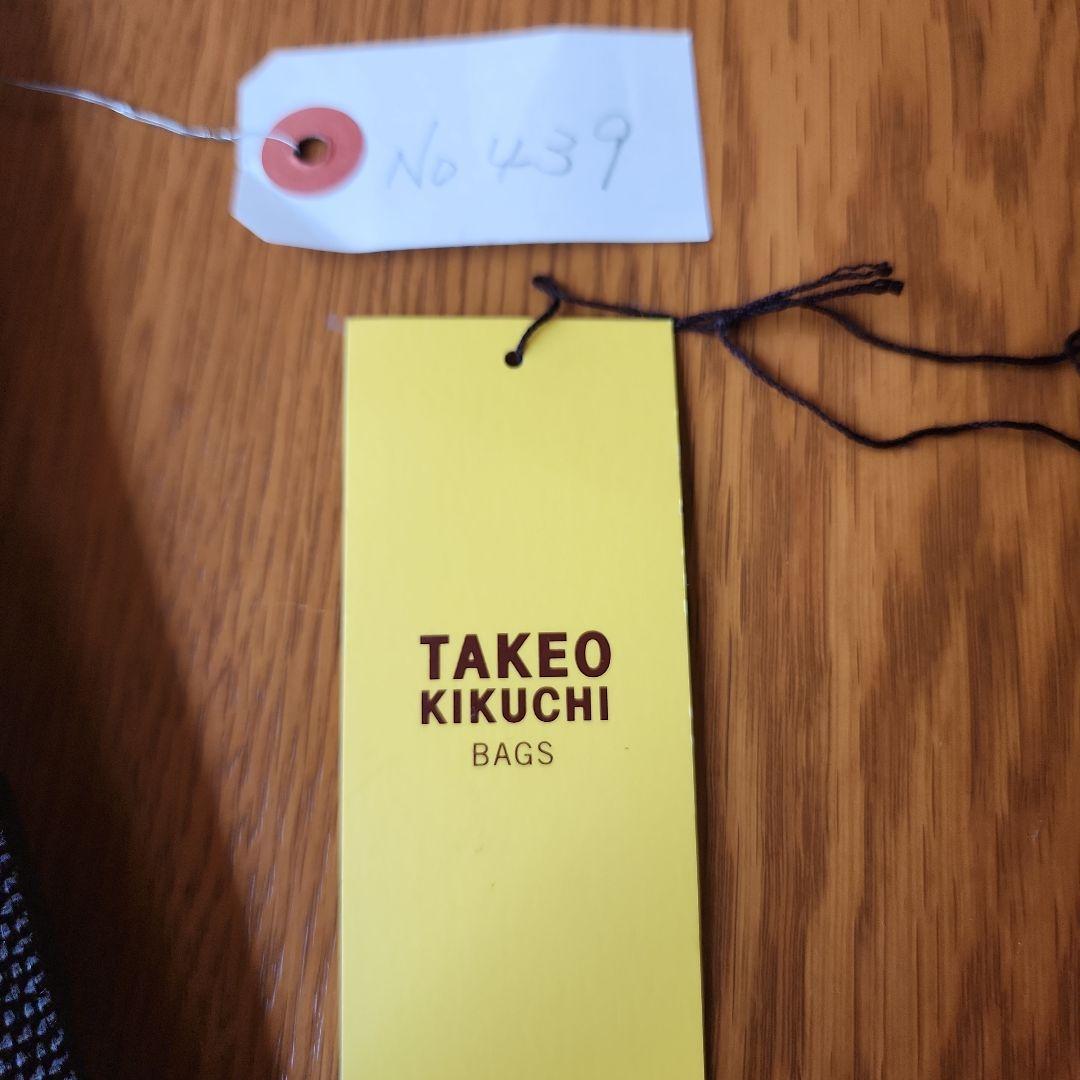 No 439
TAKEO
KIKUCHI
BAGS